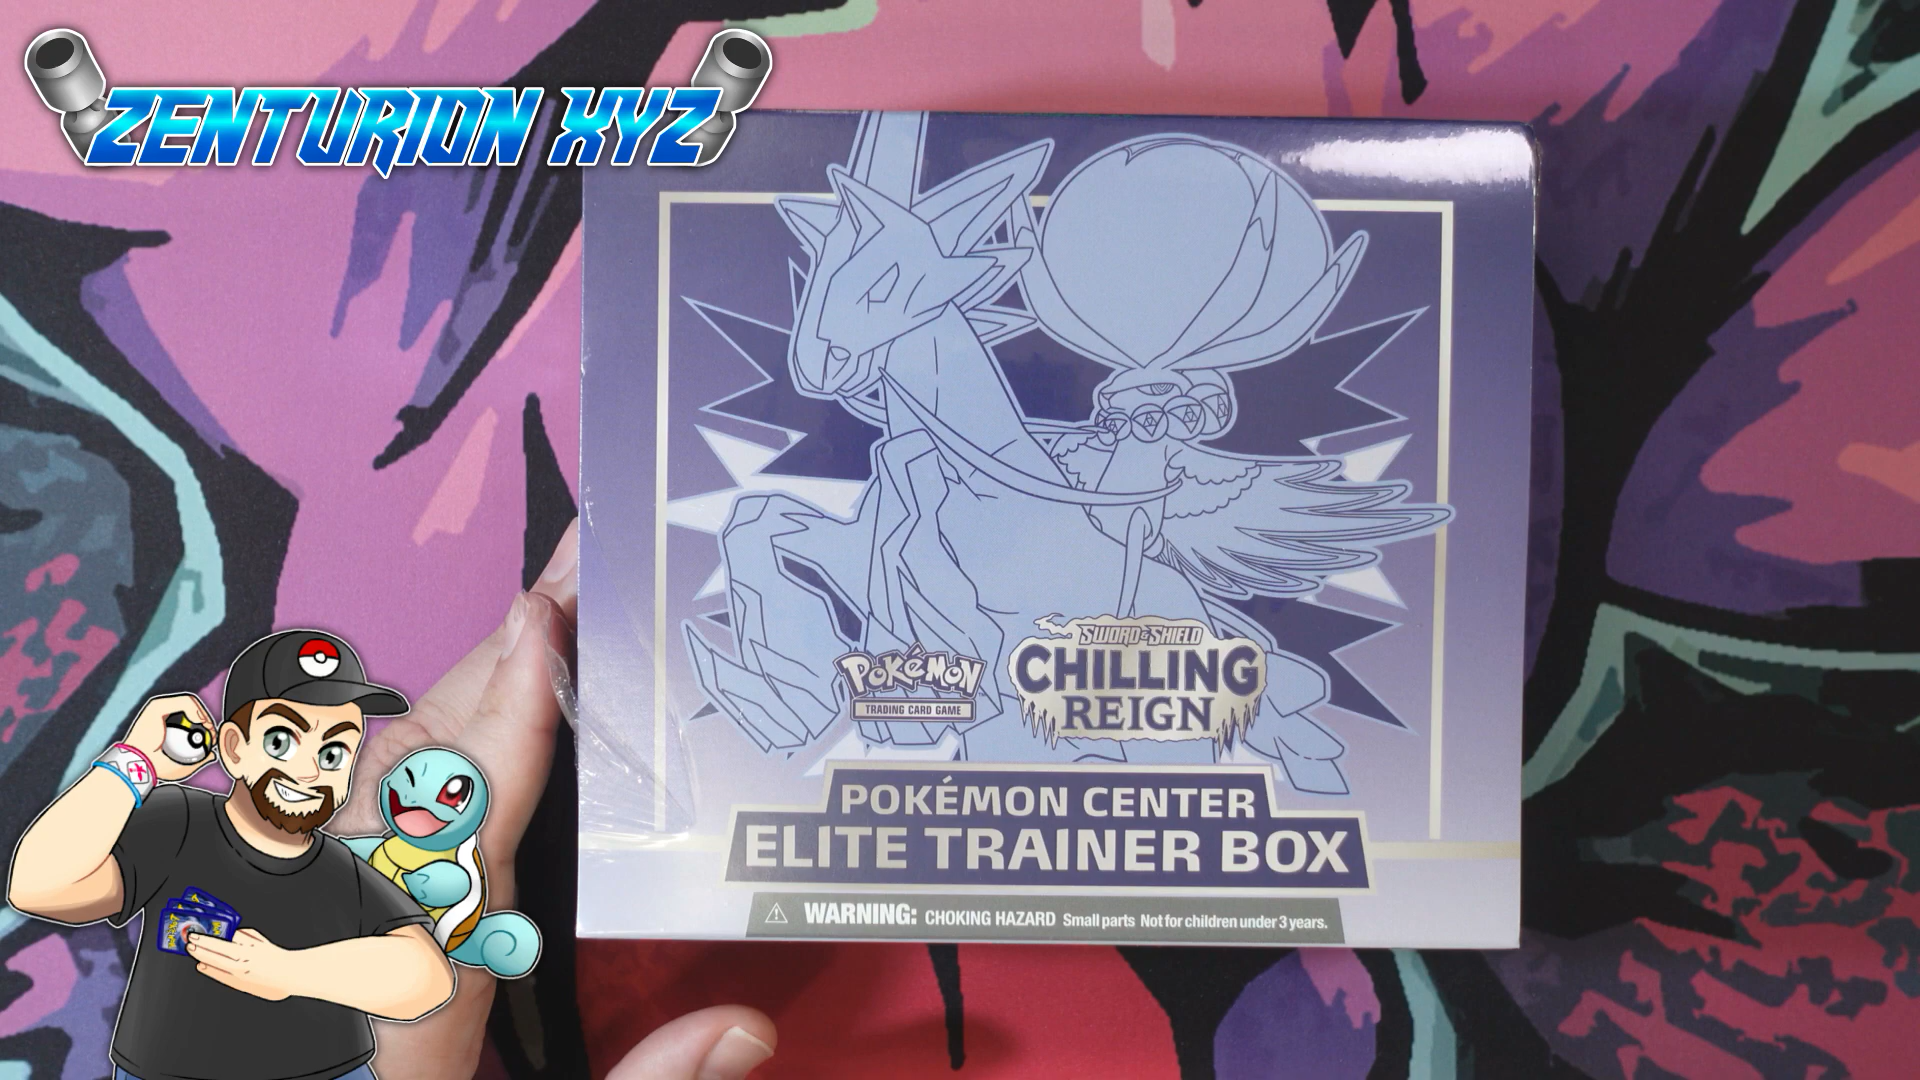 ZENTURION XYZ
SWORD & SHIELD
CHILLING
REIGN
POKéMON
TRADING CARD GAME
POKÉMON CENTER
ELITE TRAINER BOX
WARNING: CHOKING HAZARD Small parts Not for children under 3 years.